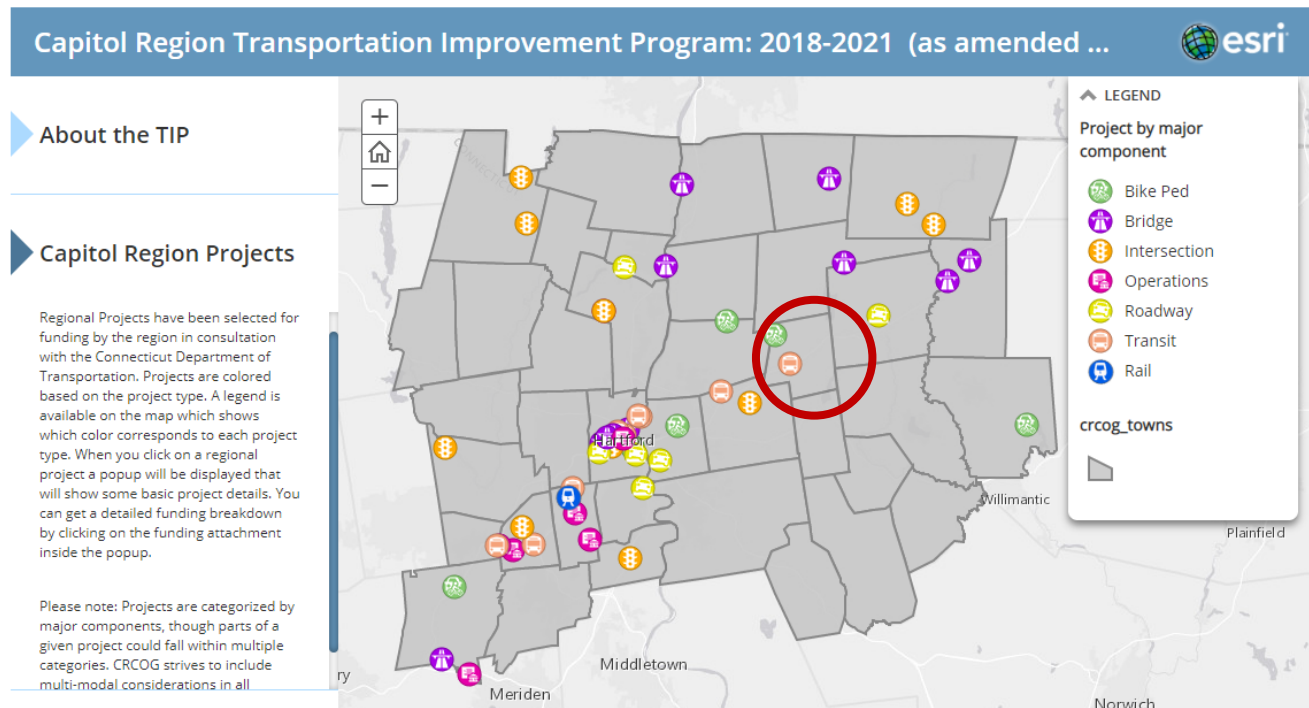 Capitol Region Transportation Improvement Program: 2018-2021 (as amended ...
esri
About the TIP
Capitol Region Projects
Regional Projects have been selected for
funding by the region in consultation
with the Connecticut Department of
Transportation. Projects are colored
based on the project type. A legend is
available on the map which shows
which color corresponds to each project
type. When you click on a regional
project a popup will be displayed that
will show some basic project details. You
can get a detailed funding breakdown
by clicking on the funding attachment
inside the popup.
Please note: Projects are categorized by
major components, though parts of a
given project could fall within multiple
categories. CRCOG strives to include
multi-modal considerations in all
+
−
CONNECTICUT
Hartford
Willimantic
Plainfield
Middletown
ry
Meriden
Norwich
LEGEND
Project by major
component
Bike Ped
Bridge
Intersection
Operations
Roadway
Transit
Rail
crcog_towns